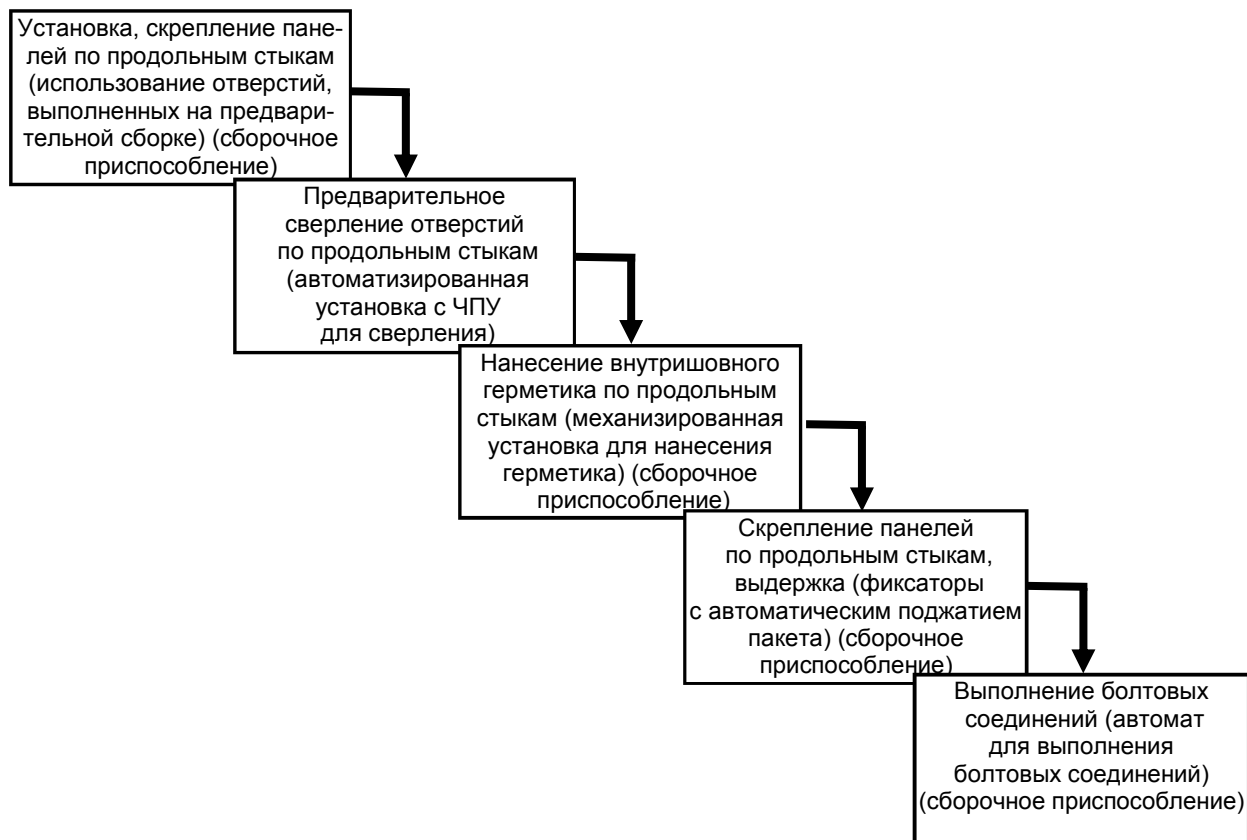 Установка, скрепление пане-
лей по продольным стыкам
(использование отверстий,
выполненных на предвари-
тельной сборке) (сборочное
приспособление)
Предварительное
сверление отверстий
по продольным стыкам
(автоматизированная
установка с ЧПУ
для сверления)
Нанесение внутришовного
герметика по продольным
стыкам (механизированная
установка для нанесения
герметика) (сборочное
приспособление)
Скрепление панелей
по продольным стыкам,
выдержка (фиксаторы
с автоматическим поджатием
пакета) (сборочное
приспособление)
Выполнение болтовых
соединений (автомат
для выполнения
болтовых соединений)
(сборочное приспособление)